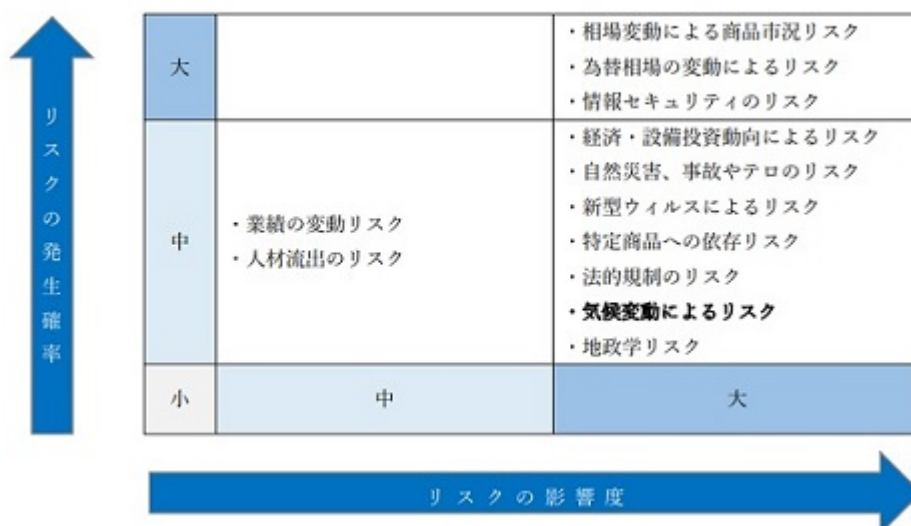 リスクの発生確率
大
・相場変動による商品市況リスク
・為替相場の変動によるリスク
・情報セキュリティのリスク
中
・業績の変動リスク
・人材流出のリスク
・経済・設備投資動向によるリスク
・自然災害、事故やテロのリスク
・新型ウィルスによるリスク
・特定商品への依存リスク
・法的規制のリスク
・気候変動によるリスク
・地政学リスク
小
中
大
リスクの影響度